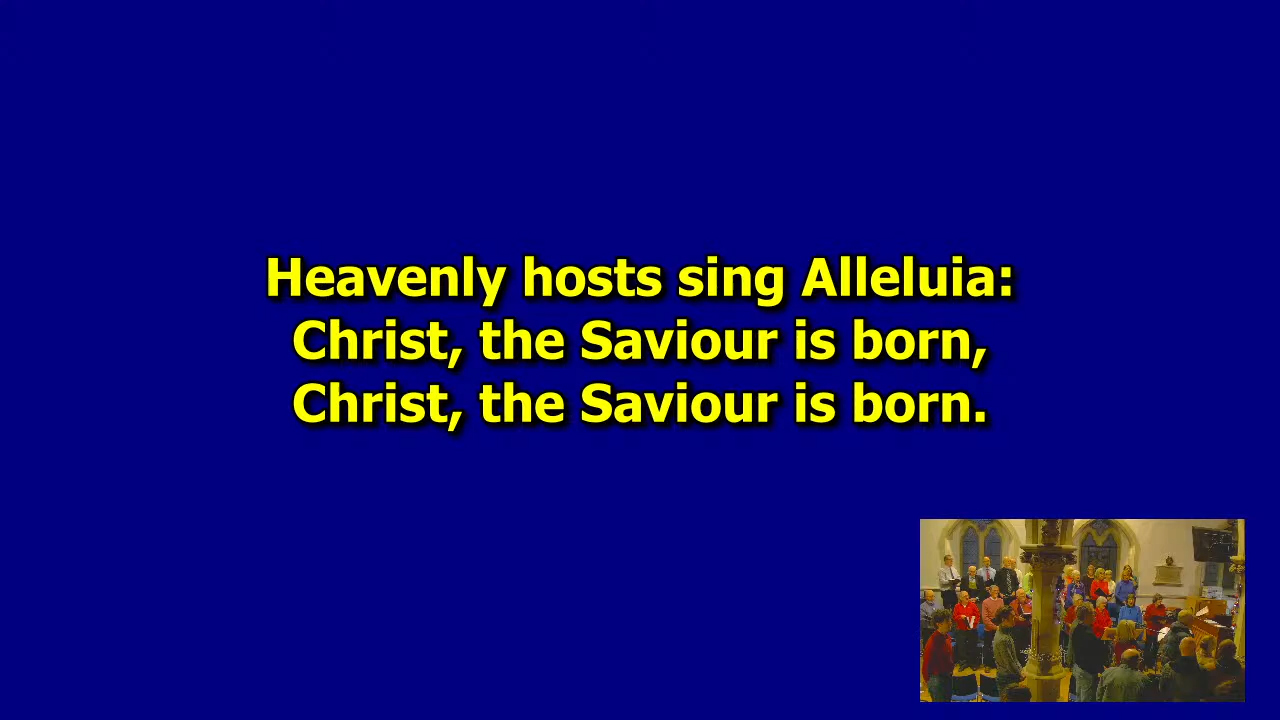 Heavenly hosts sing Alleluia:
Christ, the Saviour is born,
Christ, the Saviour is born.